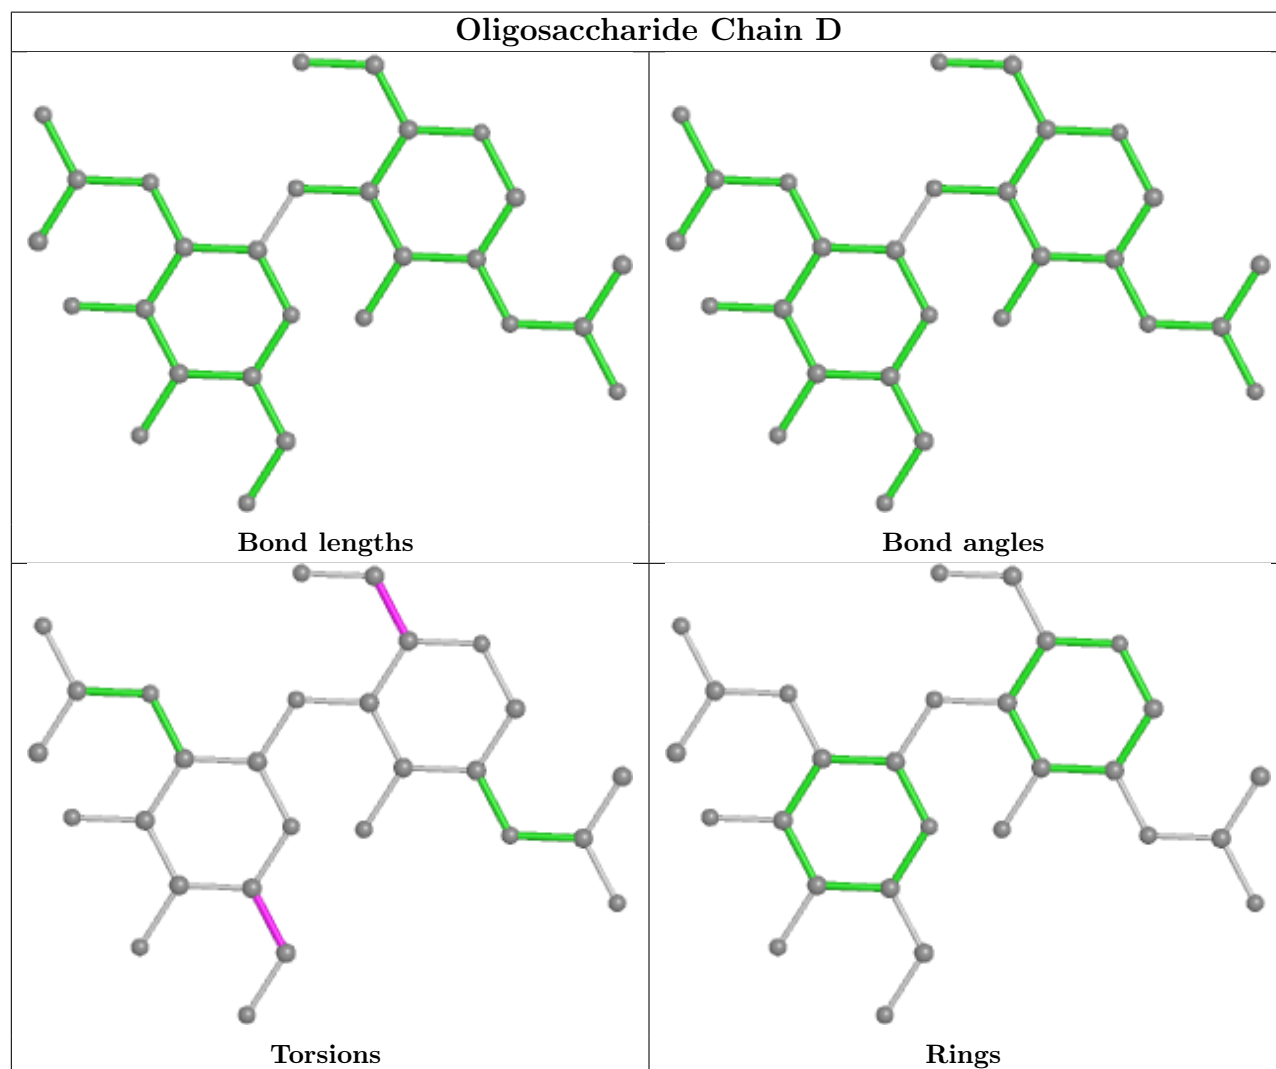 Oligosaccharide Chain D
Bond lengths
Bond angles
Torsions
Rings